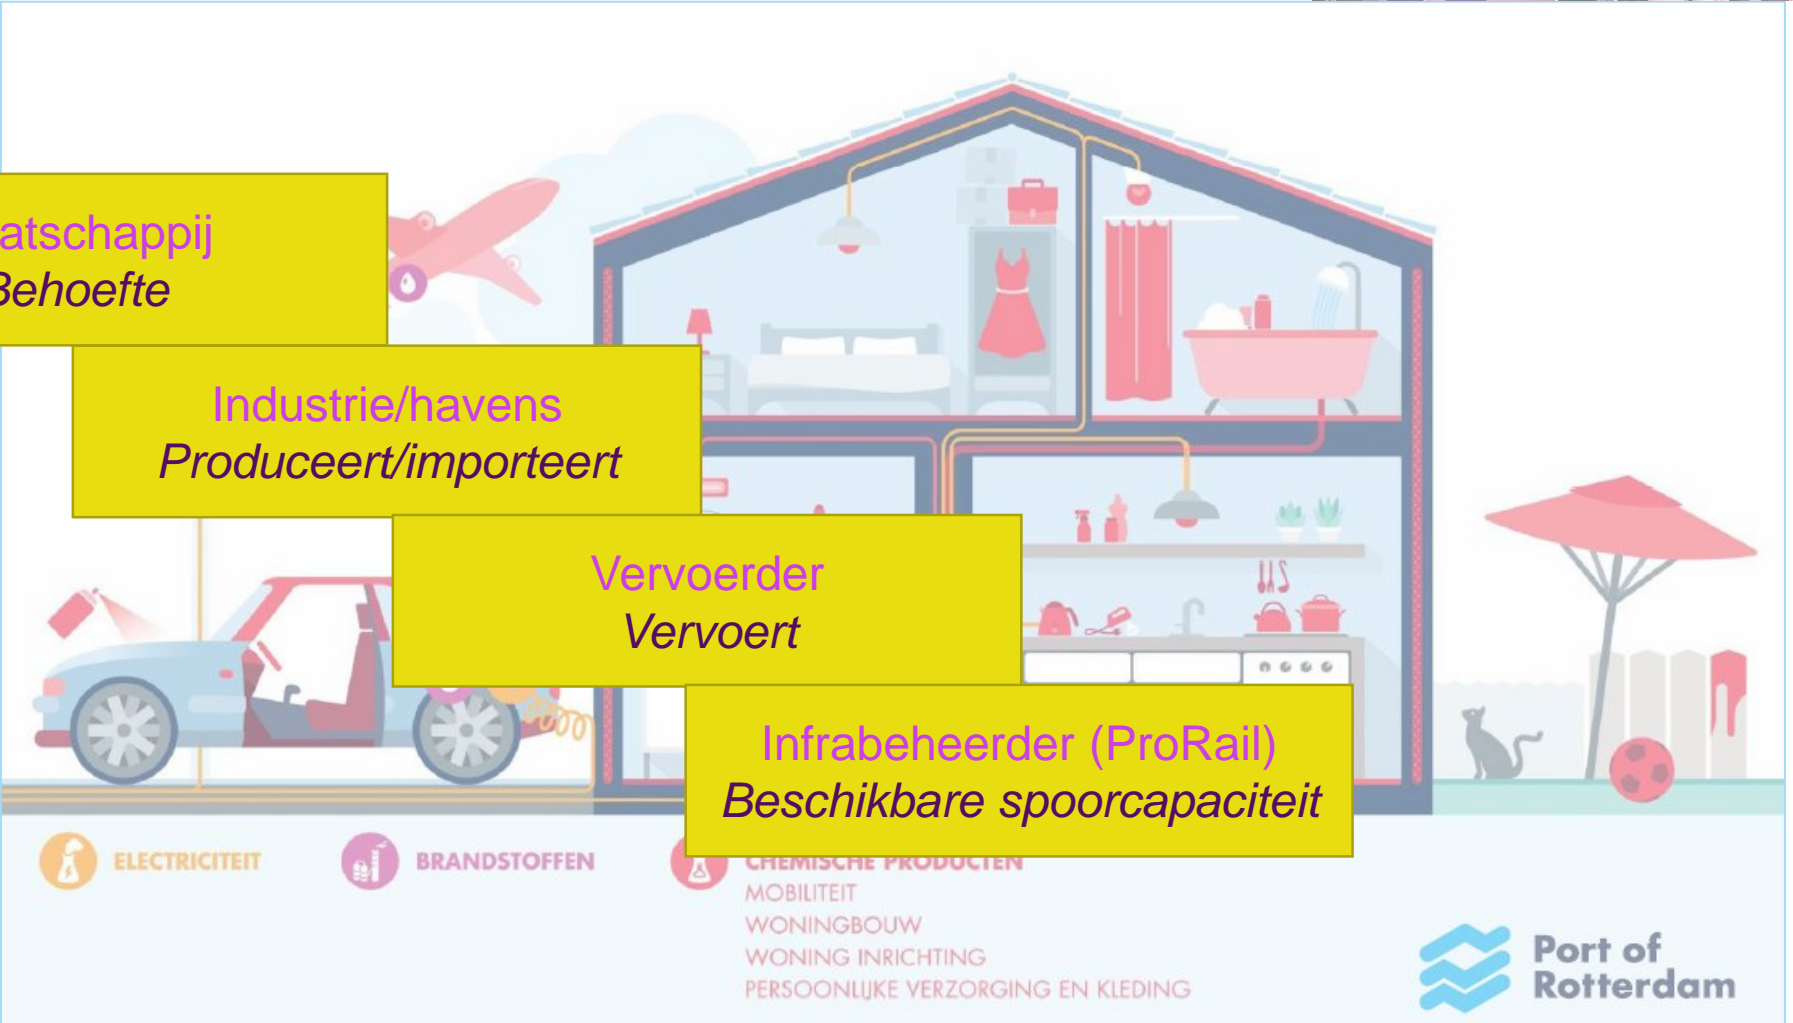 atschappij
Behoefte
Industrie/havens
Produceert/importeert
Vervoerder
Vervoert
Infrabeheerder (ProRail)
Beschikbare spoorcapaciteit
ELECTRICITEIT
BRANDSTOFFEN
CHEMISCHE PRODUCTEN
MOBILITEIT
WONINGBOUW
WONING INRICHTING
PERSOONLIJKE VERZORGING EN KLEDING
Port of
Rotterdam